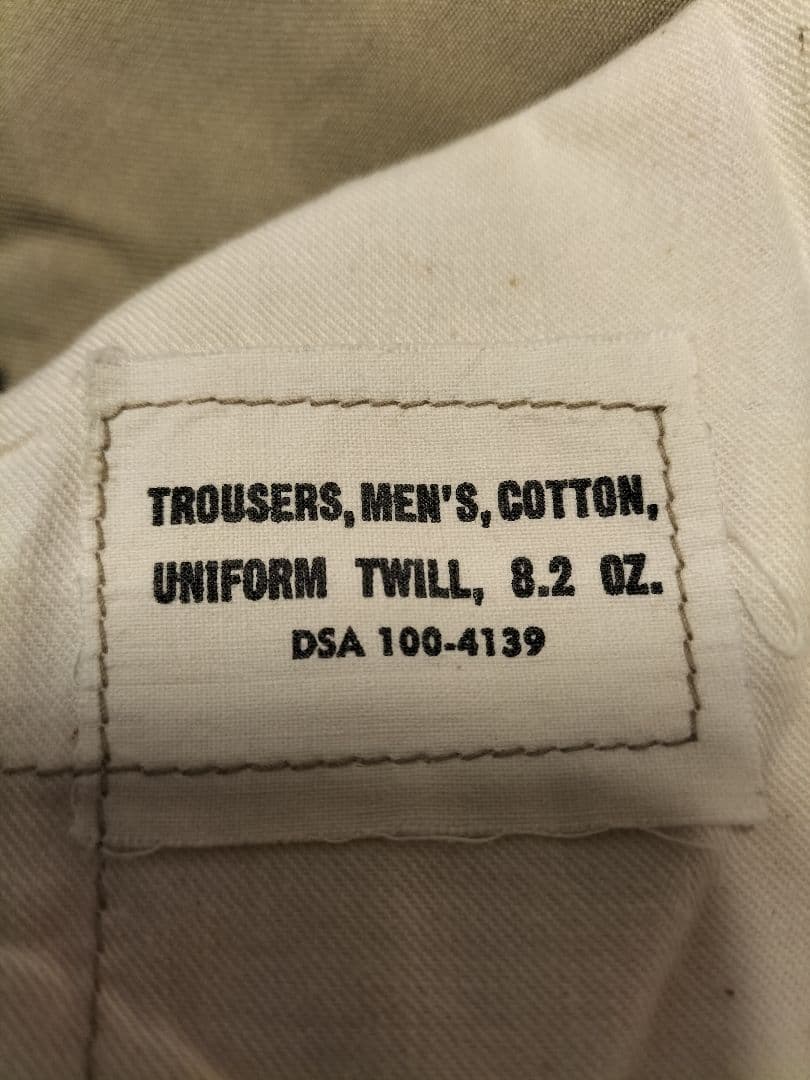 TROUSERS, MEN'S, COTTON,
UNIFORM TWILL, 8.2 OZ.
DSA 100-4139